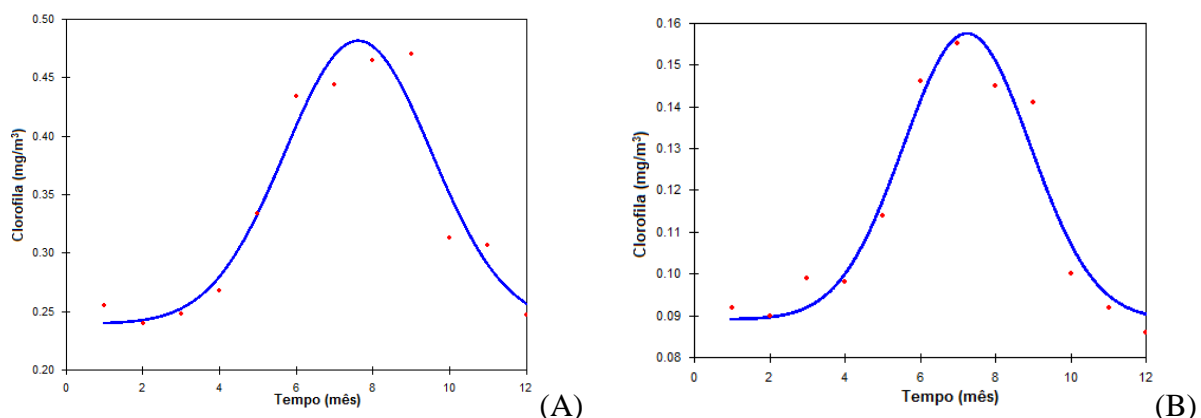 0.50
0.45
0.40
0.35
0.30
0.25
0.20
Clorofila (mg/m³)
0 2 4 6 8 10 12
Tempo (mês)
(A)
0.16
0.15
0.14
0.13
0.12
0.11
0.10
0.09
0.08
Clorofila (mg/m³)
0 2 4 6 8 10 12
Tempo (mês)
(B)